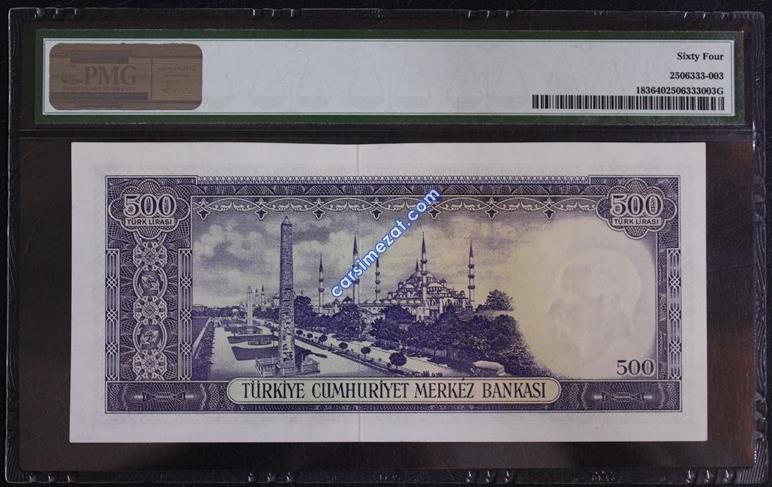 PMG
Sixty Four
2506333-003
1836402506333003G
500
TÜRK LİRASI
500
TÜRK LİRASI
carsimezat.com
500
TÜRKİYE CUMHURİYET MERKEZ BANKASI